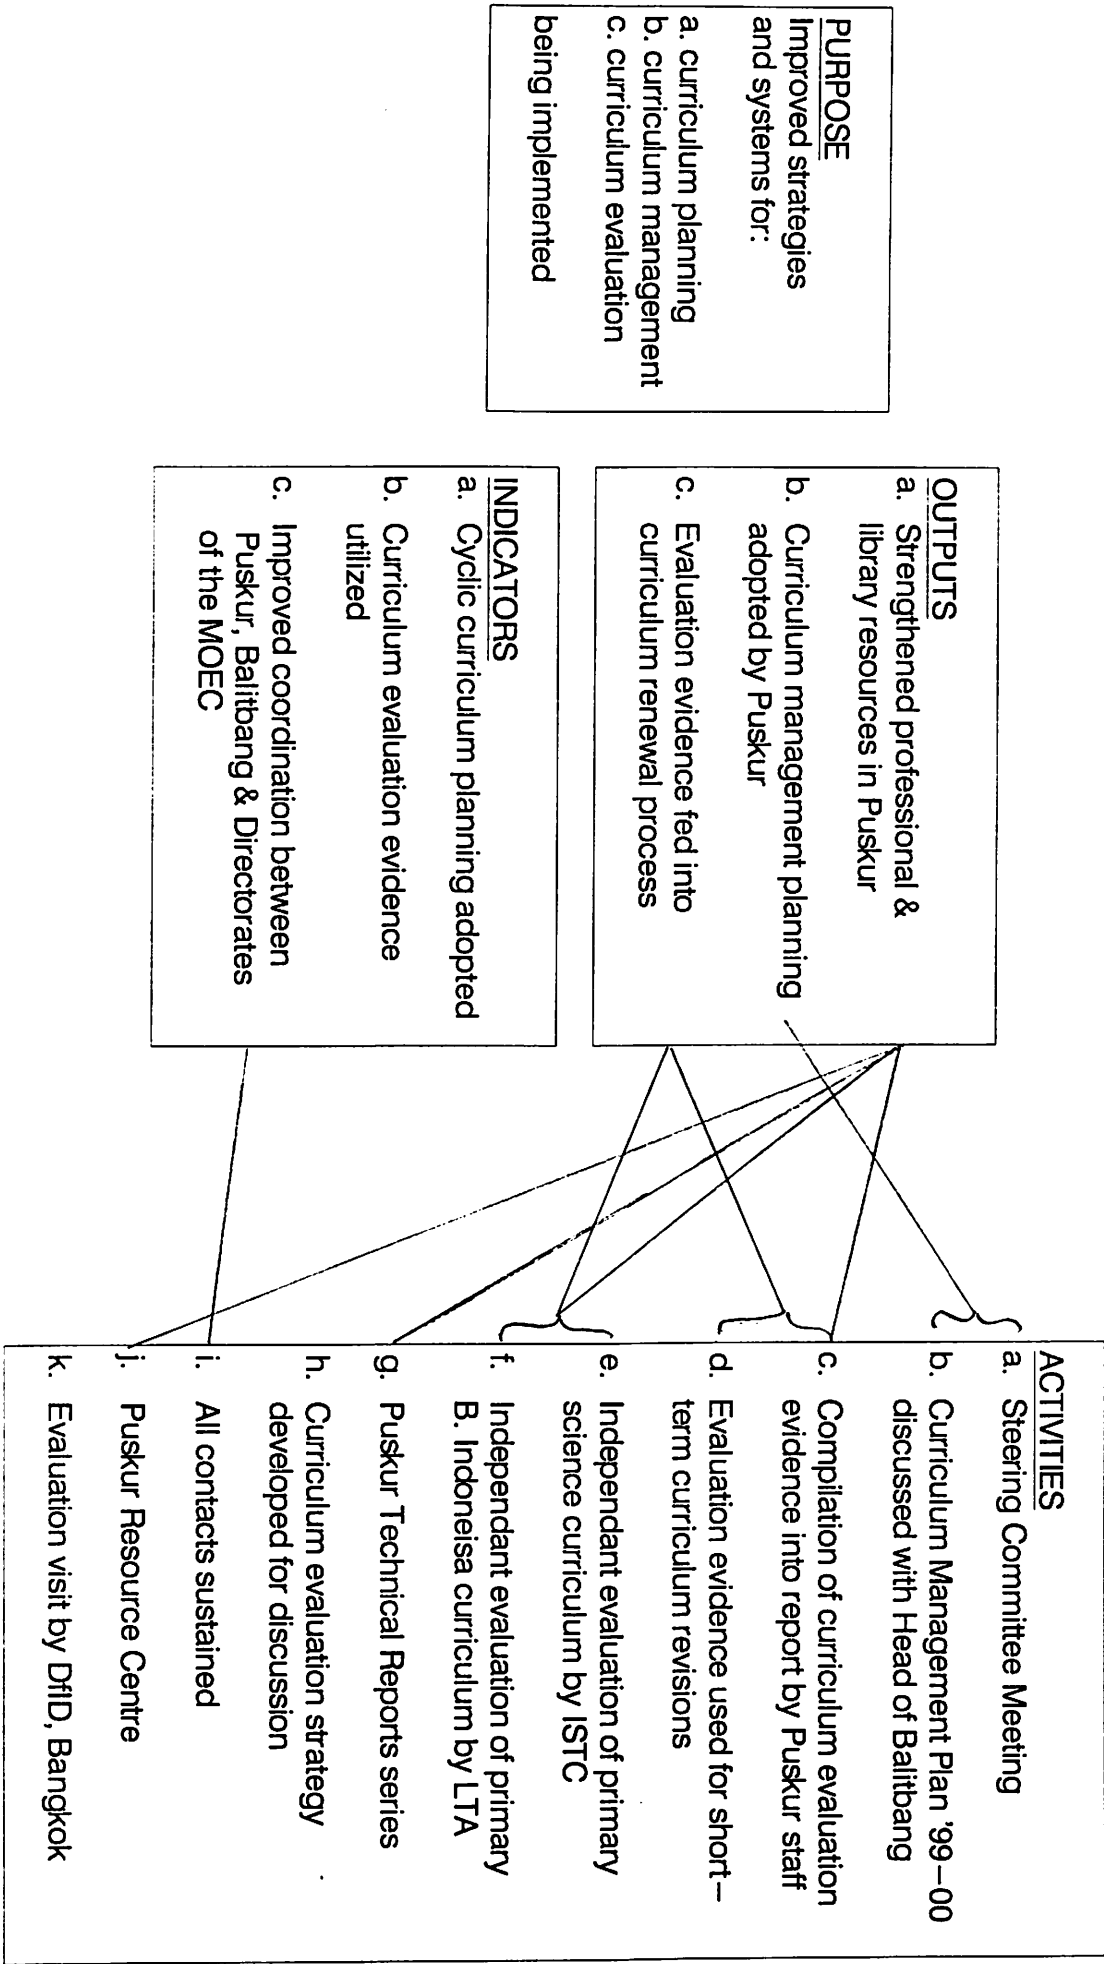 PURPOSE
Improved strategies
and systems for:
a. curriculum planning
b. curriculum management
c. curriculum evaluation
being implemented
OUTPUTS
a. Strengthened professional &
library resources in Puskur
b. Curriculum management planning
adopted by Puskur
c. Evaluation evidence fed into
curriculum renewal process
INDICATORS
a. Cyclic curriculum planning adopted
b. Curriculum evaluation evidence
utilized
c. Improved coordination between
Puskur, Balitbang & Directorates
of the MOEC
ACTIVITIES
a. Steering Committee Meeting
b. Curriculum Management Plan '99–00
discussed with Head of Balitbang
c. Compilation of curriculum evaluation
evidence into report by Puskur staff
d. Evaluation evidence used for short–
term curriculum revisions
e. Independant evaluation of primary
science curriculum by ISTC
f. Independant evaluation of primary
B. Indoneisa curriculum by LTA
g. Puskur Technical Reports series
h. Curriculum evaluation strategy
developed for discussion
i. All contacts sustained
j. Puskur Resource Centre
k. Evaluation visit by DfID, Bangkok